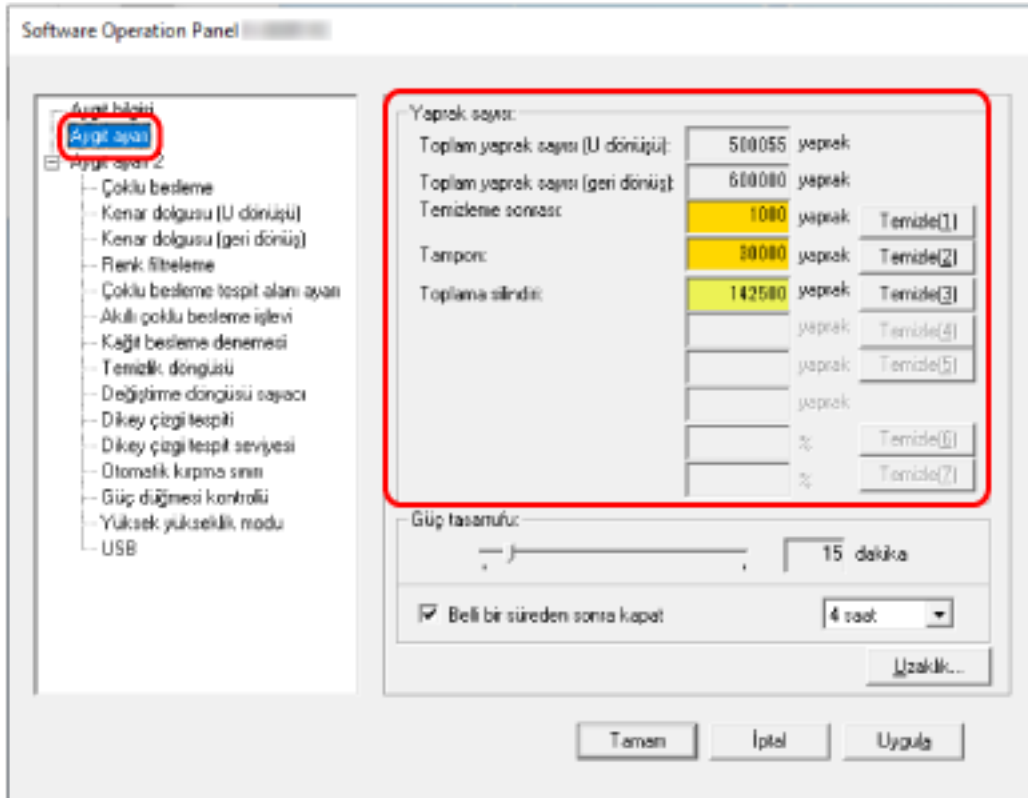 Software Operation Panel
Aygıt bilgisi
Aygıt ayarı
Aygıt ayarı 2
Çoklu besleme
Kenar dolgusu (U dönüşü)
Kenar dolgusu (geri dönüş)
Renk filtreleme
Çoklu besleme tespit alanı ayarı
Akıllı çoklu besleme işlevi
Kağıt besleme denemesi
Temizlik döngüsü
Değiştirme döngüsü sayacı
Dikey çizgi tespiti
Dikey çizgi tespit seviyesi
Otomatik kırpma sınırı
Güç düğmesi kontrolü
Yüksek yükseklik modu
USB
Yaprak sayısı:
Toplam yaprak sayısı (U dönüşü): 500055 yaprak
Toplam yaprak sayısı (geri dönüş): 600000 yaprak
Temizleme sonrası: 1000 yaprak Temizle(1)
Tampon: 30000 yaprak Temizle(2)
Toplama silindiri: 142500 yaprak Temizle(3)
yaprak Temizle(4)
yaprak Temizle(5)
yaprak
% Temizle(6)
% Temizle(7)
Güç tasarrufu:
15 dakika
Belli bir süreden sonra kapat 4 saat
Uzaklık...
Tamam İptal Uygula